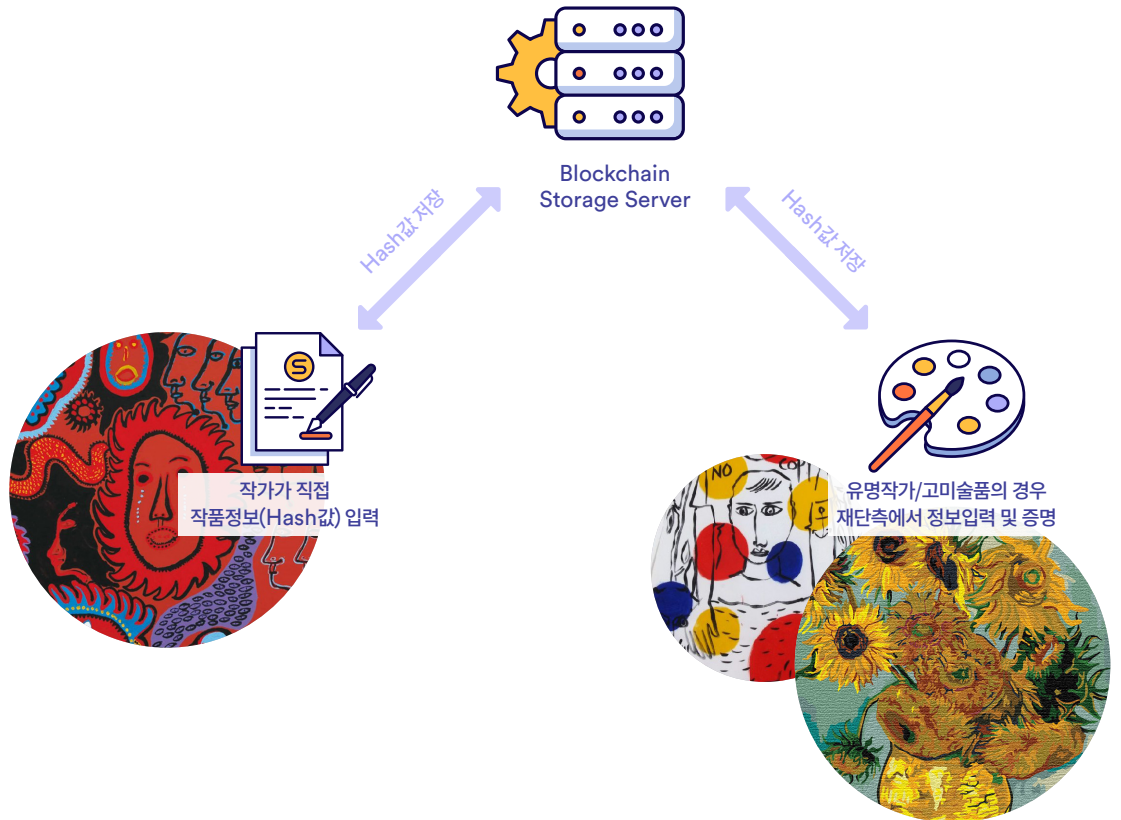 Blockchain
Storage Server
Hash값 저장
Hash값 저장
S
작가가 직접
작품정보(Hash값) 입력
NO
COP
유명작가/고미술품의 경우
재단측에서 정보입력 및 증명